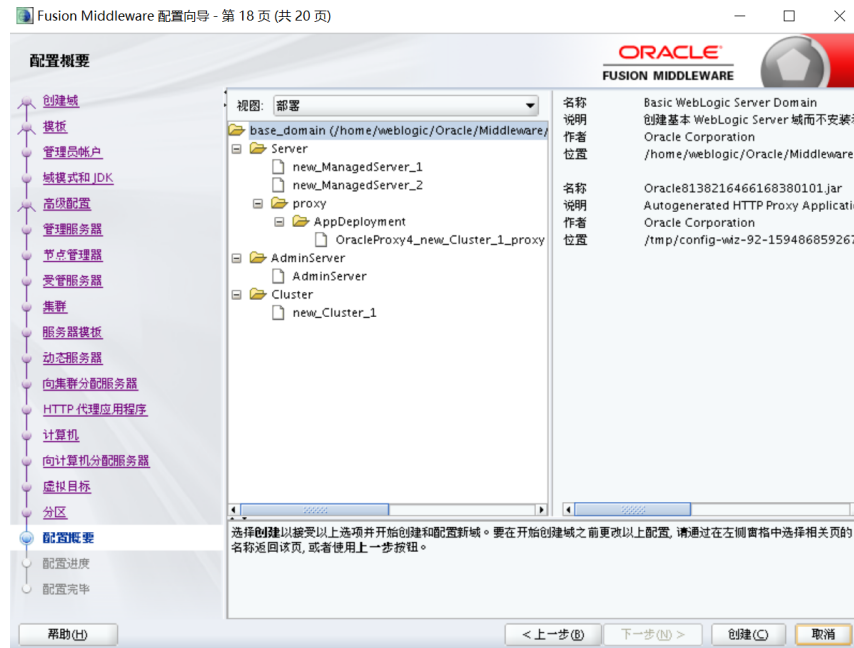 Fusion Middleware 配置向导 - 第 18 页 (共 20 页)
配置概要
ORACLE
FUSION MIDDLEWARE
创建域
模板
管理员帐户
域模式和 JDK
高级配置
管理服务器
节点管理器
受管服务器
集群
服务器模板
动态服务器
向集群分配服务器
HTTP 代理应用程序
计算机
向计算机分配服务器
虚拟目标
分区
配置概要
配置进度
配置完毕
视图: 部署
base_domain (/home/weblogic/Oracle/Middleware/
Server
new_ManagedServer_1
new_ManagedServer_2
proxy
AppDeployment
OracleProxy4_new_Cluster_1_proxy
AdminServer
AdminServer
Cluster
new_Cluster_1
名称 Basic WebLogic Server Domain
说明 创建基本 WebLogic Server 域而不安装
作者 Oracle Corporation
位置 /home/weblogic/Oracle/Middleware
名称 Oracle8138216466168380101.jar
说明 Autogenerated HTTP Proxy Applicati
作者 Oracle Corporation
位置 /tmp/config-wiz-92-159486859267
选择创建以接受以上选项并开始创建和配置新域。要在开始创建域之前更改以上配置, 请通过在左侧窗格中选择相关页的
名称返回该页, 或者使用上一步按钮。
帮助(H) < 上一步(B) 下一步(N) > 创建(C) 取消